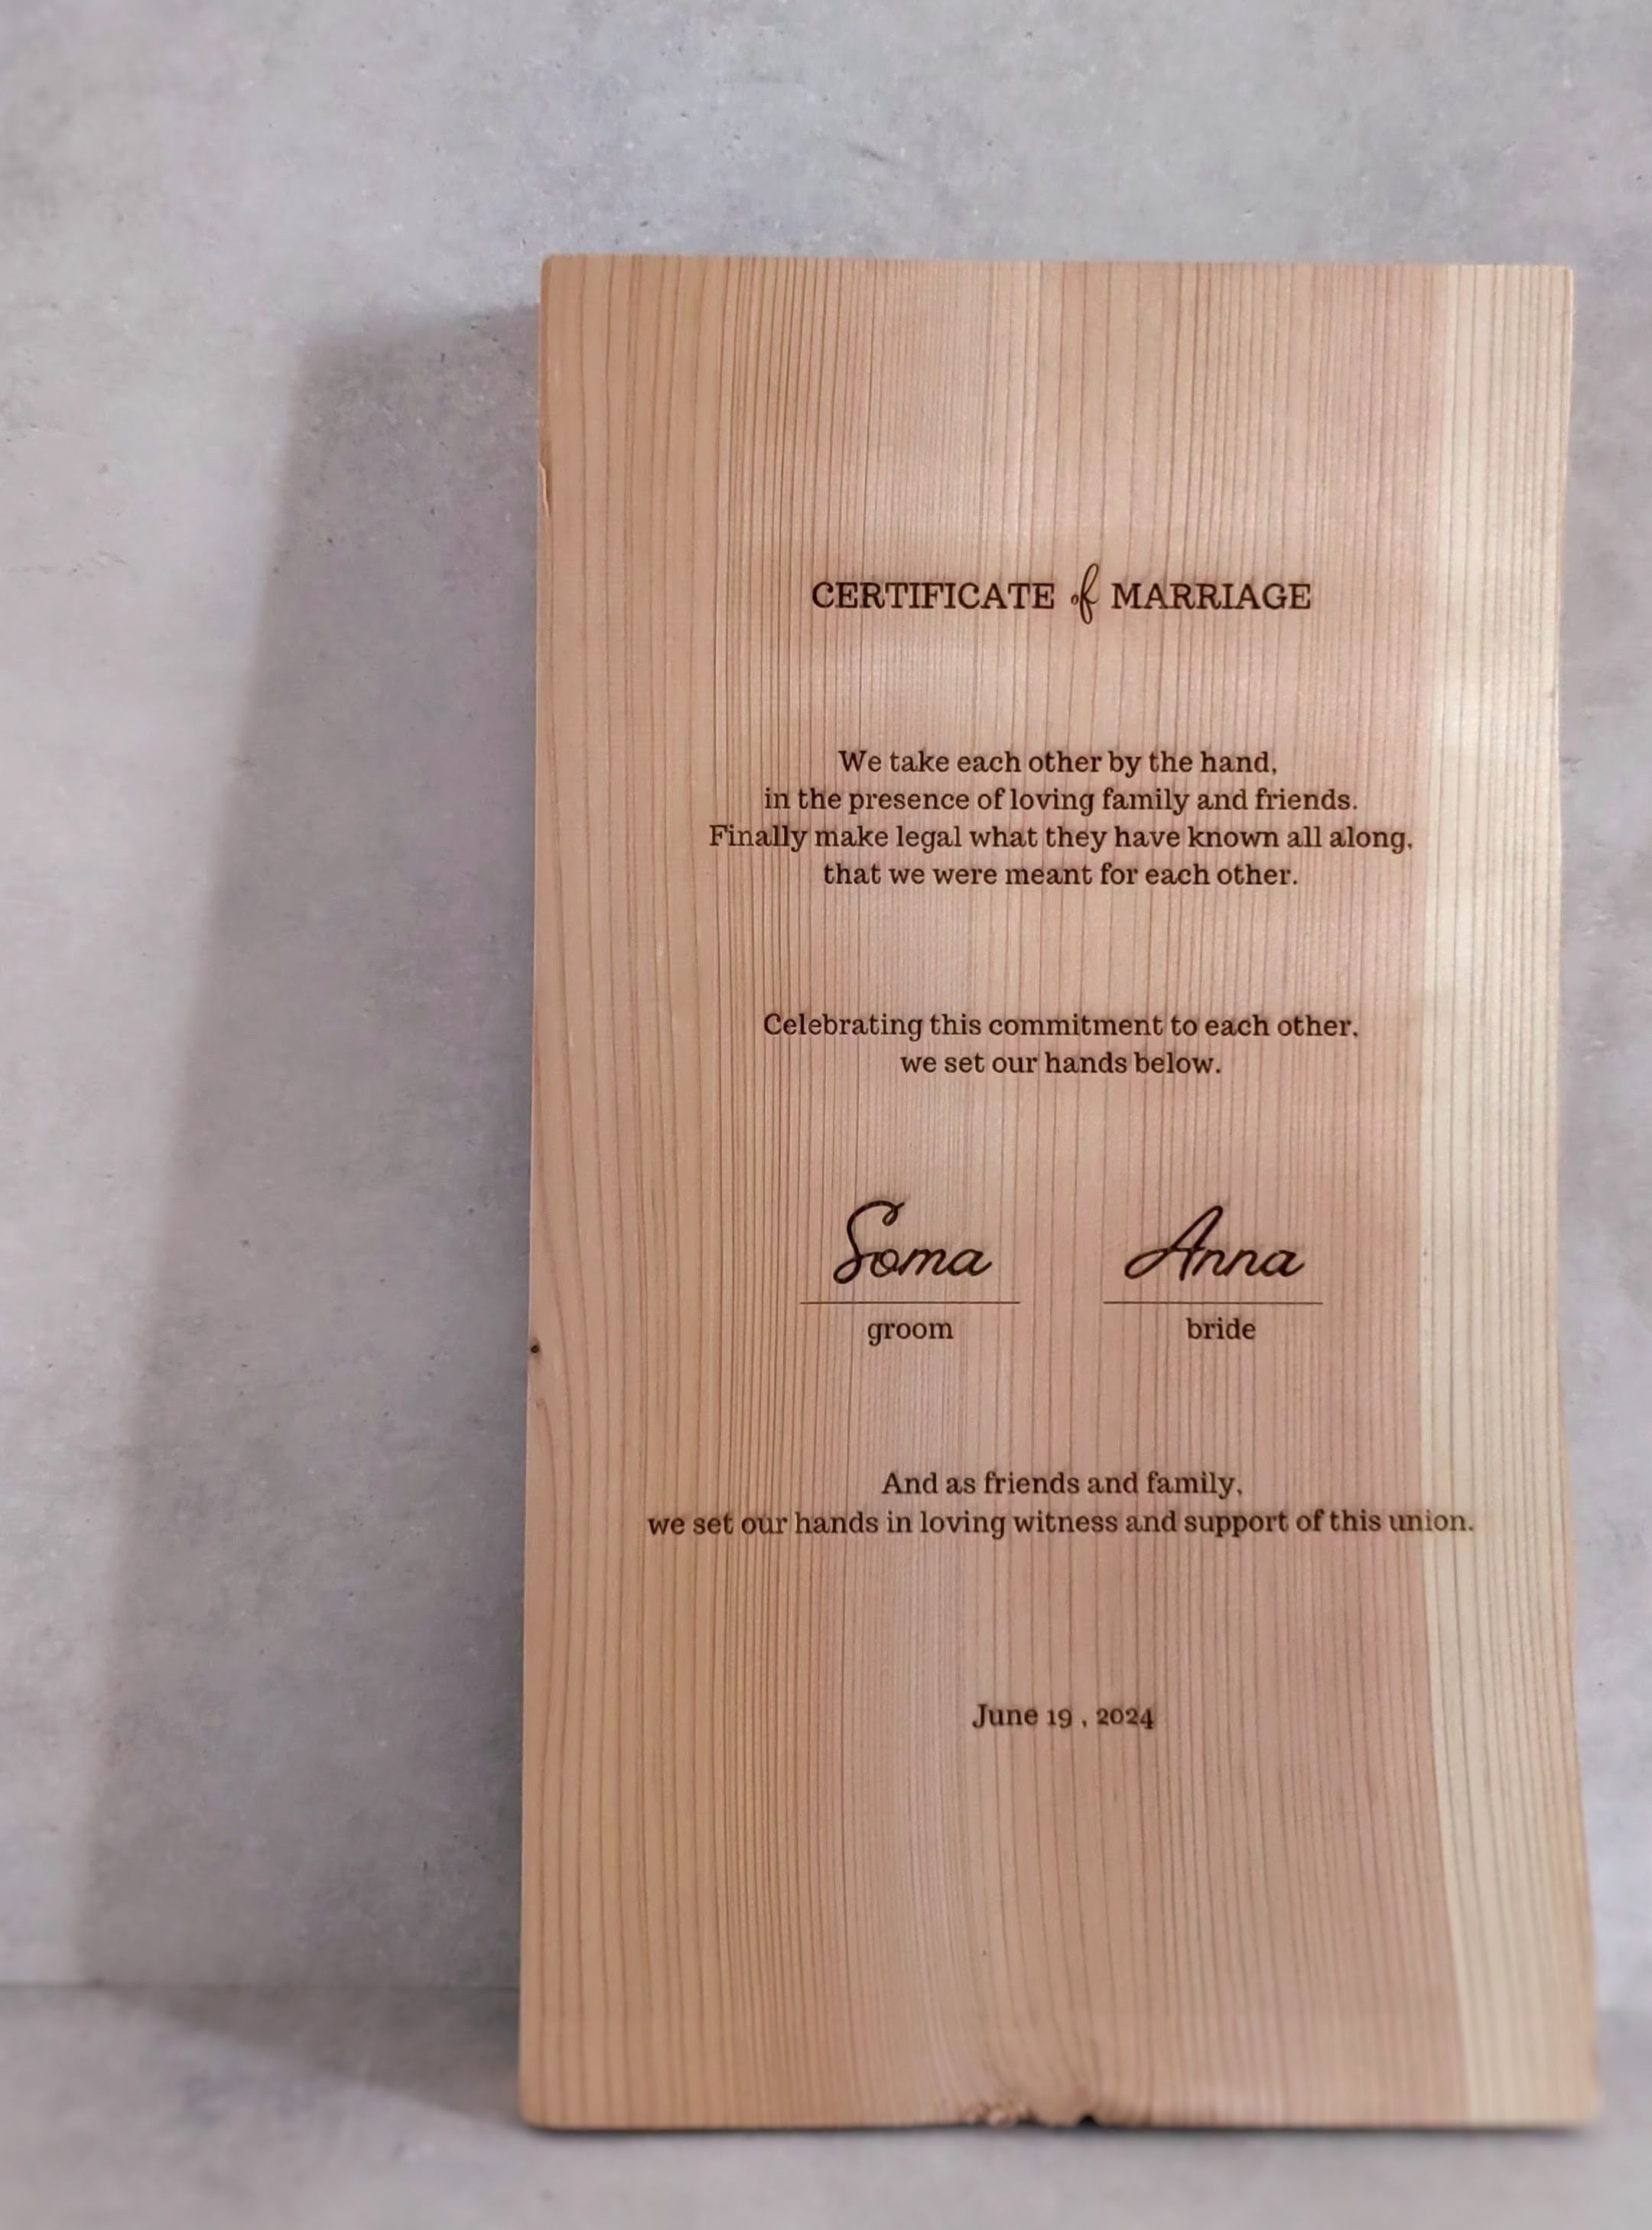 CERTIFICATE of MARRIAGE
We take each other by the hand,
in the presence of loving family and friends.
Finally make legal what they have known all along,
that we were meant for each other.
Celebrating this commitment to each other,
we set our hands below.
Soma Anna
groom bride
And as friends and family,
we set our hands in loving witness and support of this union.
June 19 , 2024